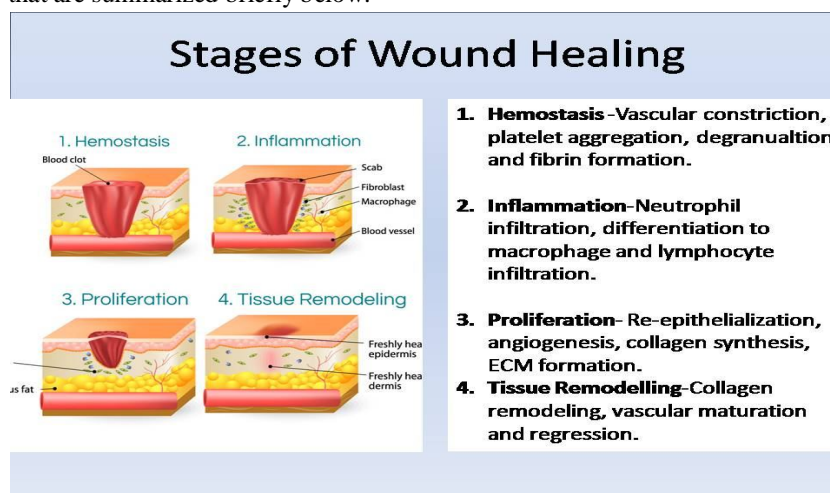 that are summarized briefly below.
Stages of Wound Healing
1. Hemostasis
Blood clot
2. Inflammation
Scab
Fibroblast
Macrophage
Blood vessel
3. Proliferation
us fat
4. Tissue Remodeling
Freshly hea
epidermis
Freshly hea
dermis
1. Hemostasis-Vascular constriction,
platelet aggregation, degranualtion
and fibrin formation.
2. Inflammation-Neutrophil
infiltration, differentiation to
macrophage and lymphocyte
infiltration.
3. Proliferation- Re-epithelialization,
angiogenesis, collagen synthesis,
ECM formation.
4. Tissue Remodelling-Collagen
remodeling, vascular maturation
and regression.